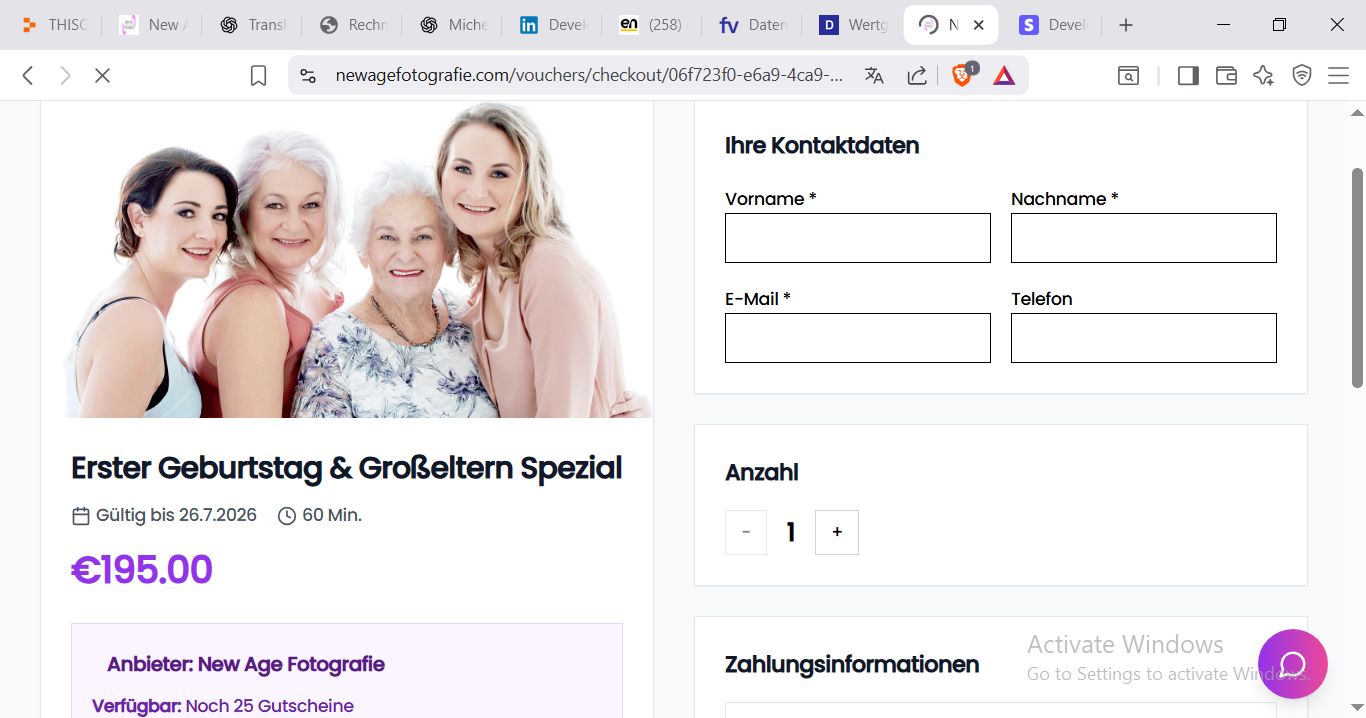 THISC
New A
Transl
Rechn
Miche
Devel
en (258)
fv Daten
D Wertg
N
S Devel
newagefotografie.com/vouchers/checkout/06f723f0-e6a9-4ca9-...
1
Ihre Kontaktdaten
Vorname *
Nachname *
E-Mail *
Telefon
Erster Geburtstag & Großeltern Spezial
Gültig bis 26.7.2026
60 Min.
€195.00
Anbieter: New Age Fotografie
Verfügbar: Noch 25 Gutscheine
Anzahl
- 1 +
Zahlungsinformationen
Activate Windows
Go to Settings to activate Windows.